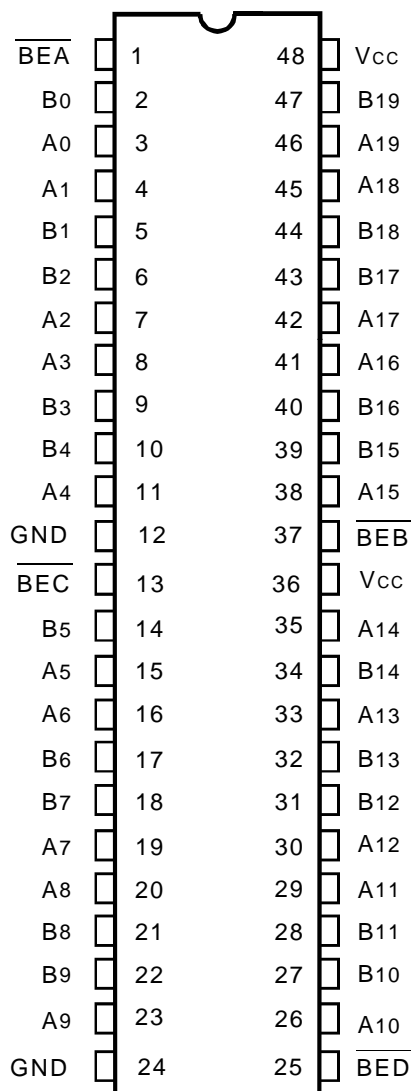 BEA 1 48 Vcc
B0 2 47 B19
A0 3 46 A19
A1 4 45 A18
B1 5 44 B18
B2 6 43 B17
A2 7 42 A17
A3 8 41 A16
B3 9 40 B16
B4 10 39 B15
A4 11 38 A15
GND 12 37 BEB
BEC 13 36 Vcc
B5 14 35 A14
A5 15 34 B14
A6 16 33 A13
B6 17 32 B13
B7 18 31 B12
A7 19 30 A12
A8 20 29 A11
B8 21 28 B11
B9 22 27 B10
A9 23 26 A10
GND 24 25 BED